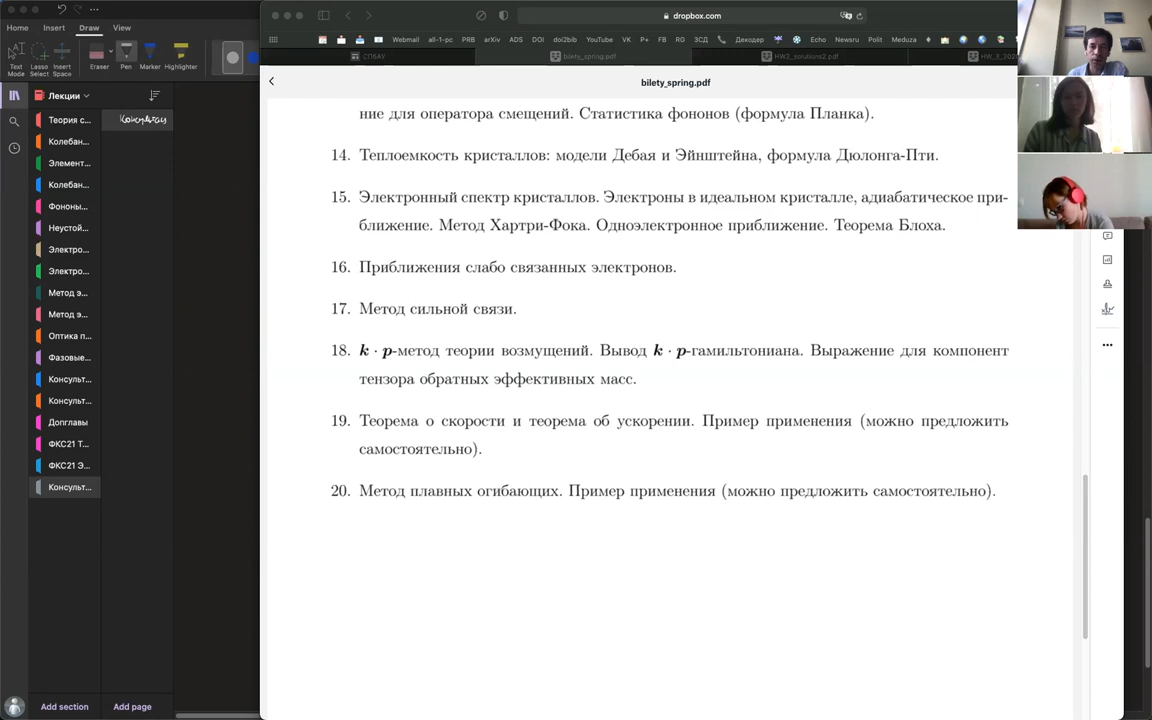 Home Insert Draw View
dropbox.com
Text Mode
Lasso Select
Insert Space
Eraser
Pen
Marker
Highlighter
Webmail all-1-pc PRB arXiv ADS DOI doi2bib YouTube VK P+ FB RG ЗСД Декодер Echo Newsru Polit Meduza
СПбАУ
bilety_spring.pdf
HW2_solutions2.pdf
bilety_spring.pdf
Лекции
Теория с...
Колебан...
Элемент...
Колебан...
Фононы...
Неустой...
Электро...
Электро...
Метод э...
Метод э...
Оптика п...
Фазовые...
Консульт...
Консульт...
Допглавы
ФКС21 Т...
ФКС21 Э...
Консульт...
Add section
Add page
ние для оператора смещений. Статистика фононов (формула Планка).
14. Теплоемкость кристаллов: модели Дебая и Эйнштейна, формула Дюлонга-Пти.
15. Электронный спектр кристаллов. Электроны в идеальном кристалле, адиабатическое при-
ближение. Метод Хартри-Фока. Одноэлектронное приближение. Теорема Блоха.
16. Приближения слабо связанных электронов.
17. Метод сильной связи.
18. k · p-метод теории возмущений. Вывод k · p-гамильтониана. Выражение для компонент
тензора обратных эффективных масс.
19. Теорема о скорости и теорема об ускорении. Пример применения (можно предложить
самостоятельно).
20. Метод плавных огибающих. Пример применения (можно предложить самостоятельно).